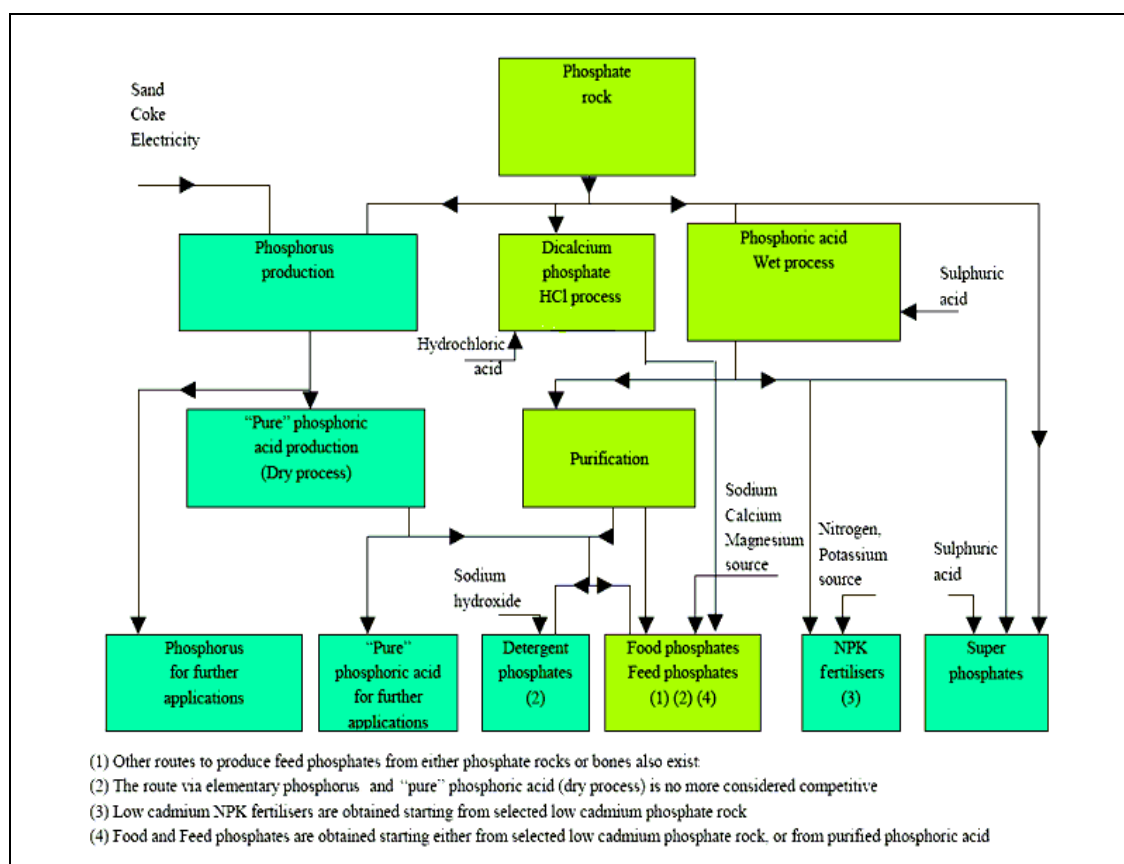 Phosphate
rock
Sand
Coke
Electricity
Phosphorus
production
Dicalcium
phosphate
HCl process
Phosphoric acid
Wet process
Sulphuric
acid
Hydrochloric
acid
“Pure” phosphoric
acid production
(Dry process)
Purification
Sodium
Calcium
Magnesium
source
Nitrogen,
Potassium
source
Sulphuric
acid
Sodium
hydroxide
Phosphorus
for further
applications
“Pure”
phosphoric acid
for further
applications
Detergent
phosphates
(2)
Food phosphates
Feed phosphates
(1) (2) (4)
NPK
fertilisers
(3)
Super
phosphates
(1) Other routes to produce feed phosphates from either phosphate rocks or bones also exist
(2) The route via elementary phosphorus and “pure” phosphoric acid (dry process) is no more considered competitive
(3) Low cadmium NPK fertilisers are obtained starting from selected low cadmium phosphate rock
(4) Food and Feed phosphates are obtained starting either from selected low cadmium phosphate rock, or from purified phosphoric acid